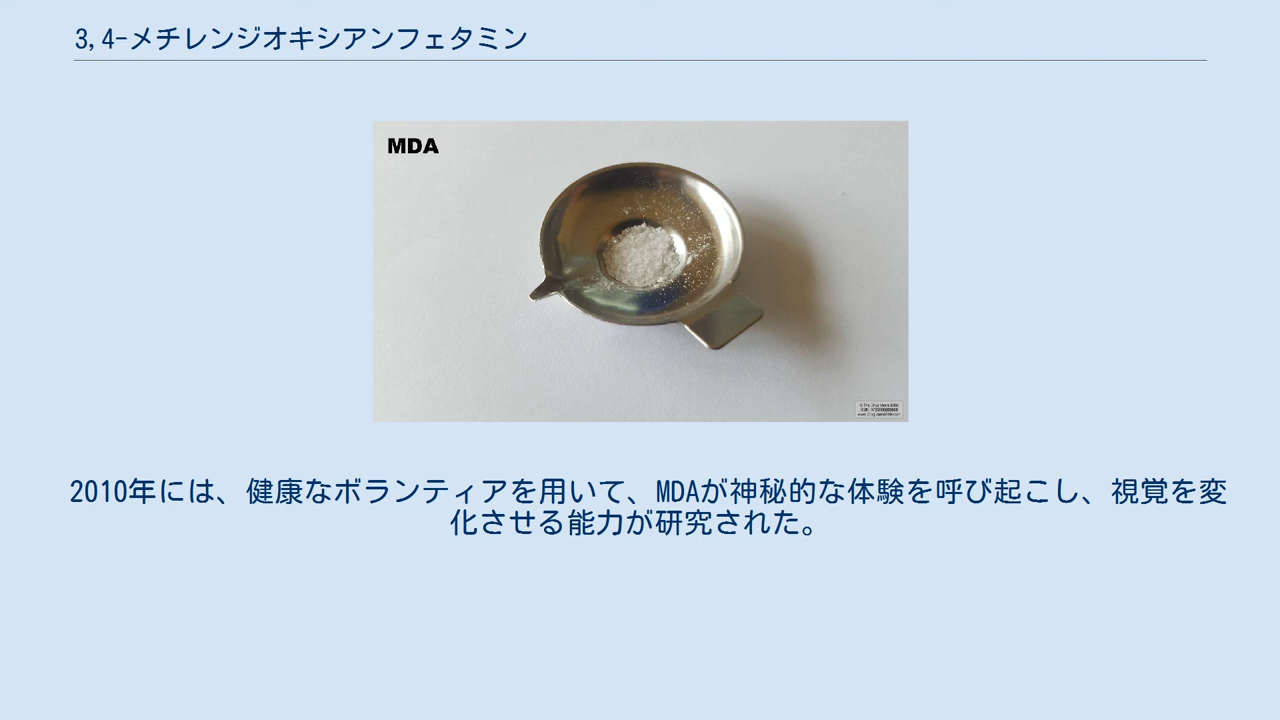 3,4-メチレンジオキシアンフェタミン
MDA
2010年には、健康なボランティアを用いて、MDAが神秘的な体験を呼び起こし、視覚を変
化させる能力が研究された。